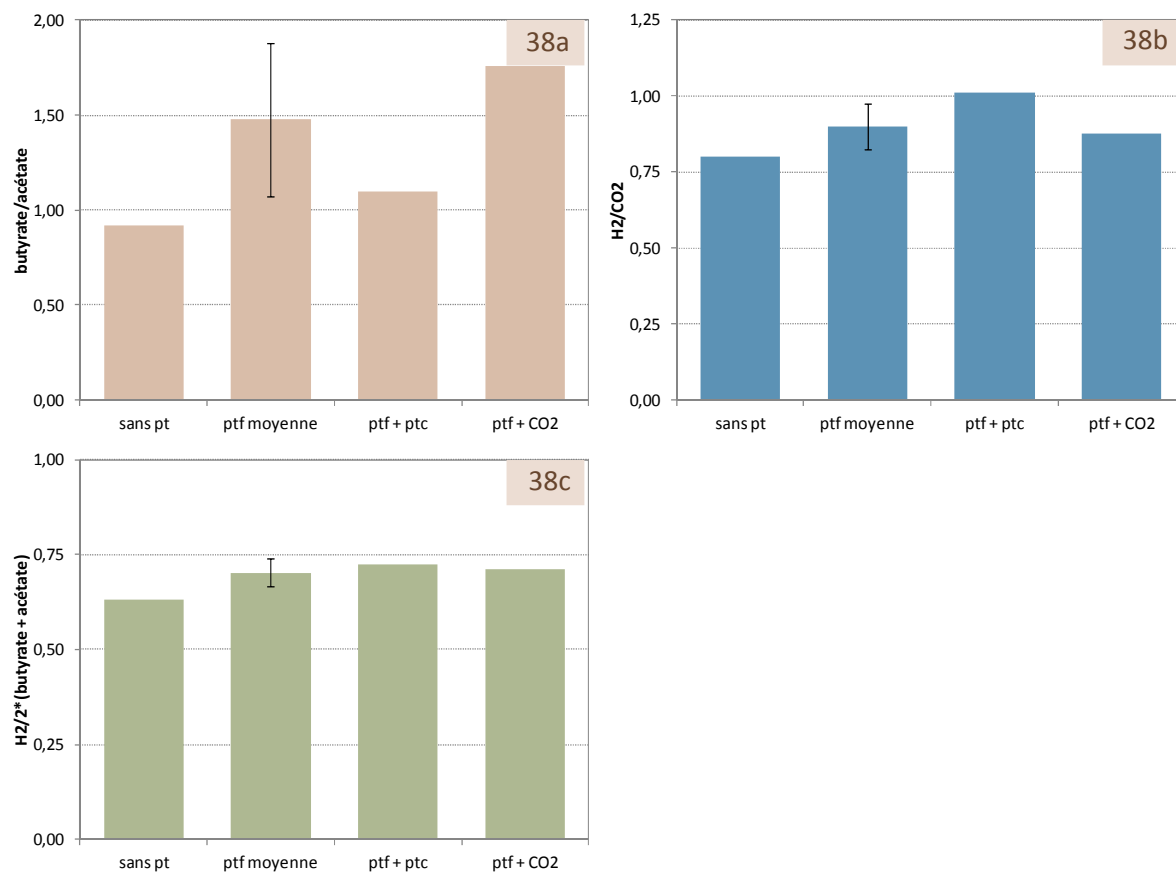 38a
butyrate/acétate
2,00
1,50
1,00
0,50
0,00
sans pt
ptf moyenne
ptf + ptc
ptf + CO2
38b
H2/CO2
1,25
1,00
0,75
0,50
0,25
0,00
sans pt
ptf moyenne
ptf + ptc
ptf + CO2
38c
H2/2*(butyrate + acétate)
1,00
0,75
0,50
0,25
0,00
sans pt
ptf moyenne
ptf + ptc
ptf + CO2